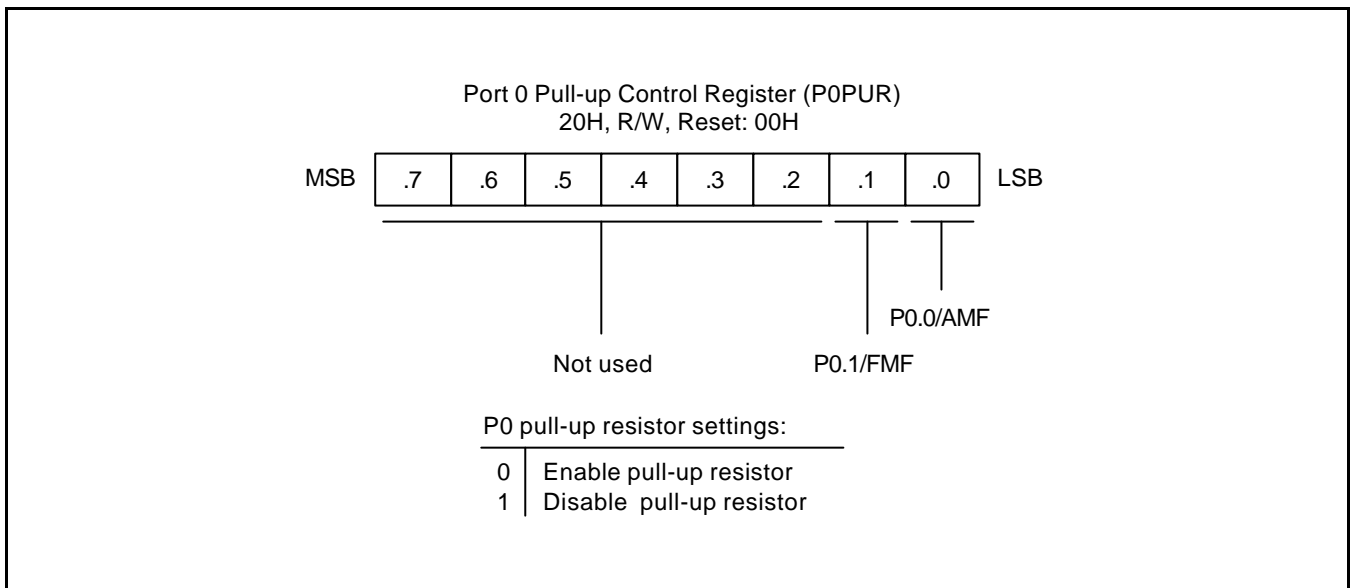 Port 0 Pull-up Control Register (P0PUR)
20H, R/W, Reset: 00H
MSB .7 .6 .5 .4 .3 .2 .1 .0 LSB
P0.0/AMF
Not used P0.1/FMF
P0 pull-up resistor settings:
0 Enable pull-up resistor
1 Disable pull-up resistor